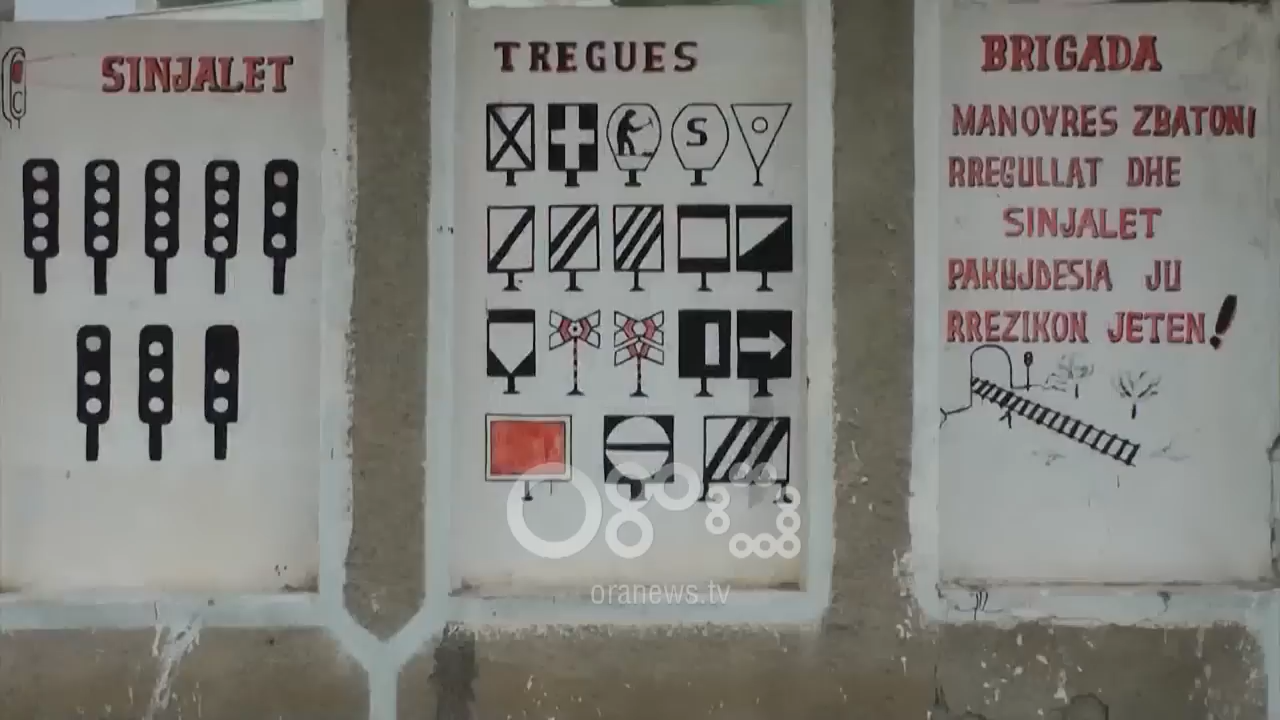 SINJALET
C
TREGUES
S
BRIGADA
MANOVRES ZBATONI
RREGULLAT DHE
SINJALET
PAKUJDESIA JU
RREZIKON JETEN!
oranews.tv